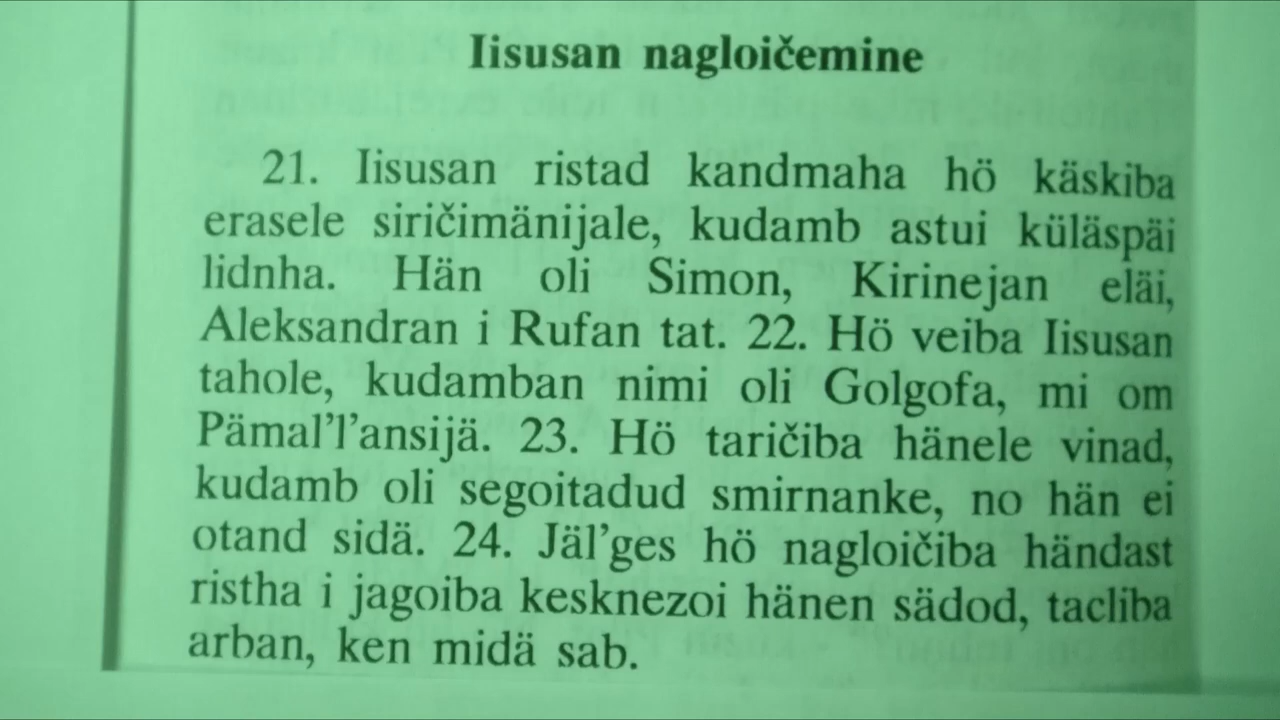 Iisusan nagloičemine
21. Iisusan ristad kandmaha hö käskiba
erasele siričimänijale, kudamb astui küläspäi
lidnha. Hän oli Simon, Kirinejan eläi,
Aleksandran i Rufan tat. 22. Hö veiba Iisusan
tahole, kudamban nimi oli Golgofa, mi om
Pämal’l’ansijä. 23. Hö taričiba hänele vinad,
kudamb oli segoitadud smirnanke, no hän ei
otand sidä. 24. Jäl’ges hö nagloičiba händast
ristha i jagoiba kesknezoi hänen sädod, tacliba
arban, ken midä sab.